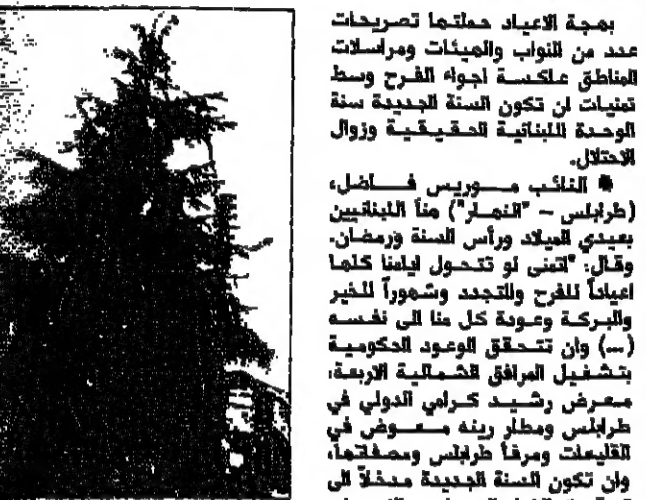 بهجة الاعياد حملتها تصريحات
عدد من النواب والهيئات ومراسلات
المناطق عاكسة اجواء الفرح وسط
تمنيات ان تكون السنة الجديدة سنة
الوحدة اللبنانية الحقيقية وزوال
الاحتلال.
● النائب موريس فاضل،
(طرابلس – "النهار") هنأ اللبنانيين
بعيدي الميلاد ورأس السنة ورمضان.
وقال: "اتمنى لو تتحول ايامنا كلها
اعياداً للفرح والتجدد وشهوراً للخير
والبركة وعودة كل منا الى نفسه
(...) وان تتحقق الوعود الحكومية
بتشغيل المرافق الشمالية الاربعة،
معرض رشيد كرامي الدولي في
طرابلس ومطار رينه معوض في
القليعات ومرفأ طرابلس ومصفاتها،
وان تكون السنة الجديدة مدخلاً الى